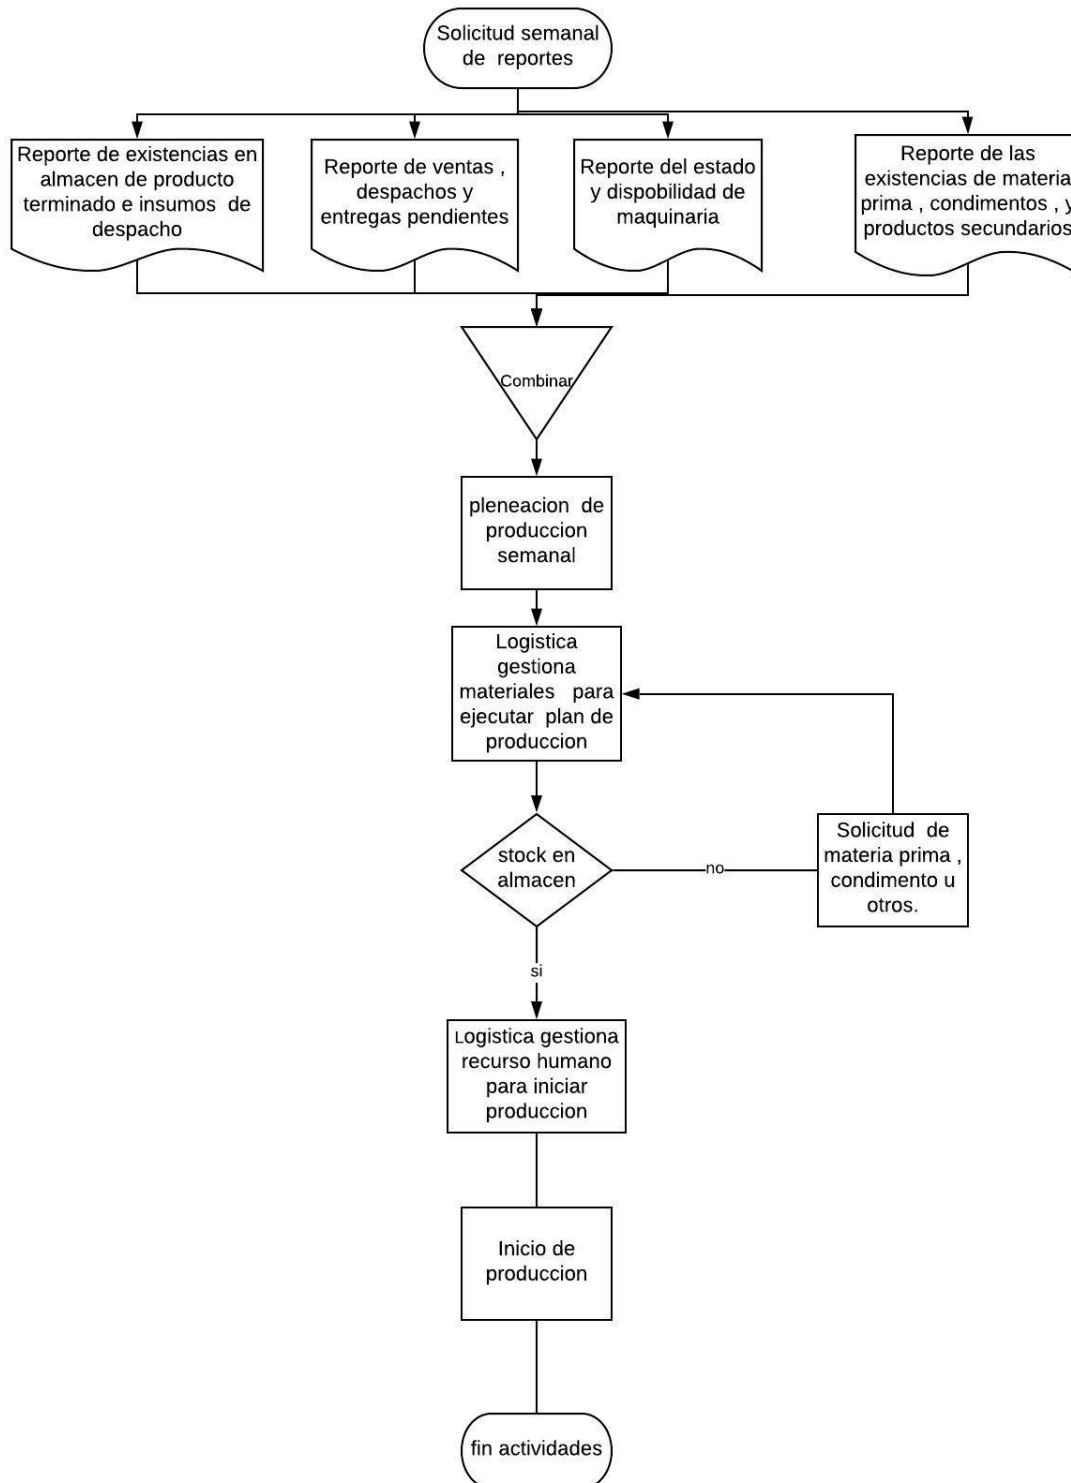 Solicitud semanal
de reportes
Reporte de existencias en
almacen de producto
terminado e insumos de
despacho
Reporte de ventas ,
despachos y
entregas pendientes
Reporte del estado
y dispobilidad de
maquinaria
Reporte de las
existencias de materia
prima , condimentos , y
productos secundarios
Combinar
pleneacion de
produccion
semanal
Logistica
gestiona
materiales para
ejecutar plan de
produccion
stock en
almacen
no
Solicitud de
materia prima ,
condimento u
otros.
si
Logistica gestiona
recurso humano
para iniciar
produccion
Inicio de
produccion
fin actividades